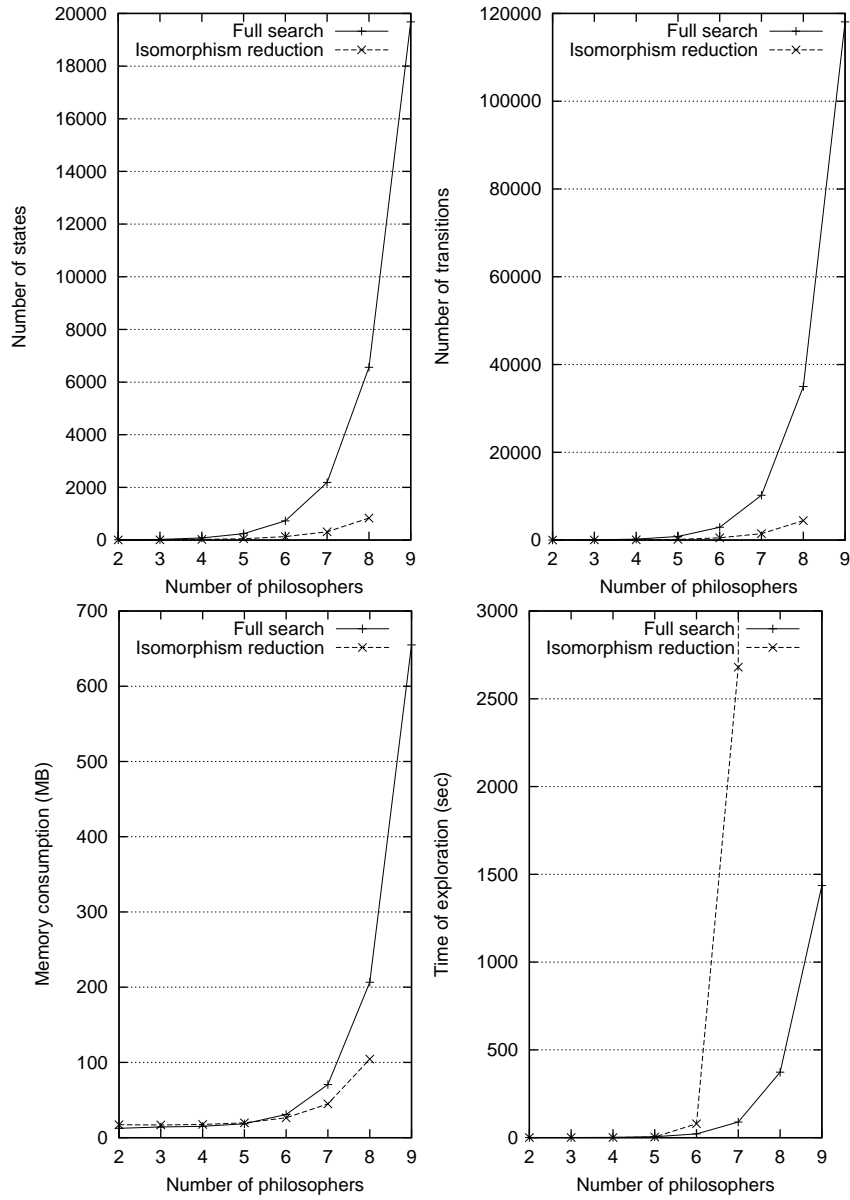 20000
18000
16000
14000
12000
10000
8000
6000
4000
2000
0
Number of states
Full search
Isomorphism reduction
2 3 4 5 6 7 8 9
Number of philosophers
120000
100000
80000
60000
40000
20000
0
Number of transitions
Full search
Isomorphism reduction
2 3 4 5 6 7 8 9
Number of philosophers
700
600
500
400
300
200
100
0
Memory consumption (MB)
Full search
Isomorphism reduction
2 3 4 5 6 7 8 9
Number of philosophers
3000
2500
2000
1500
1000
500
0
Time of exploration (sec)
Full search
Isomorphism reduction
2 3 4 5 6 7 8 9
Number of philosophers